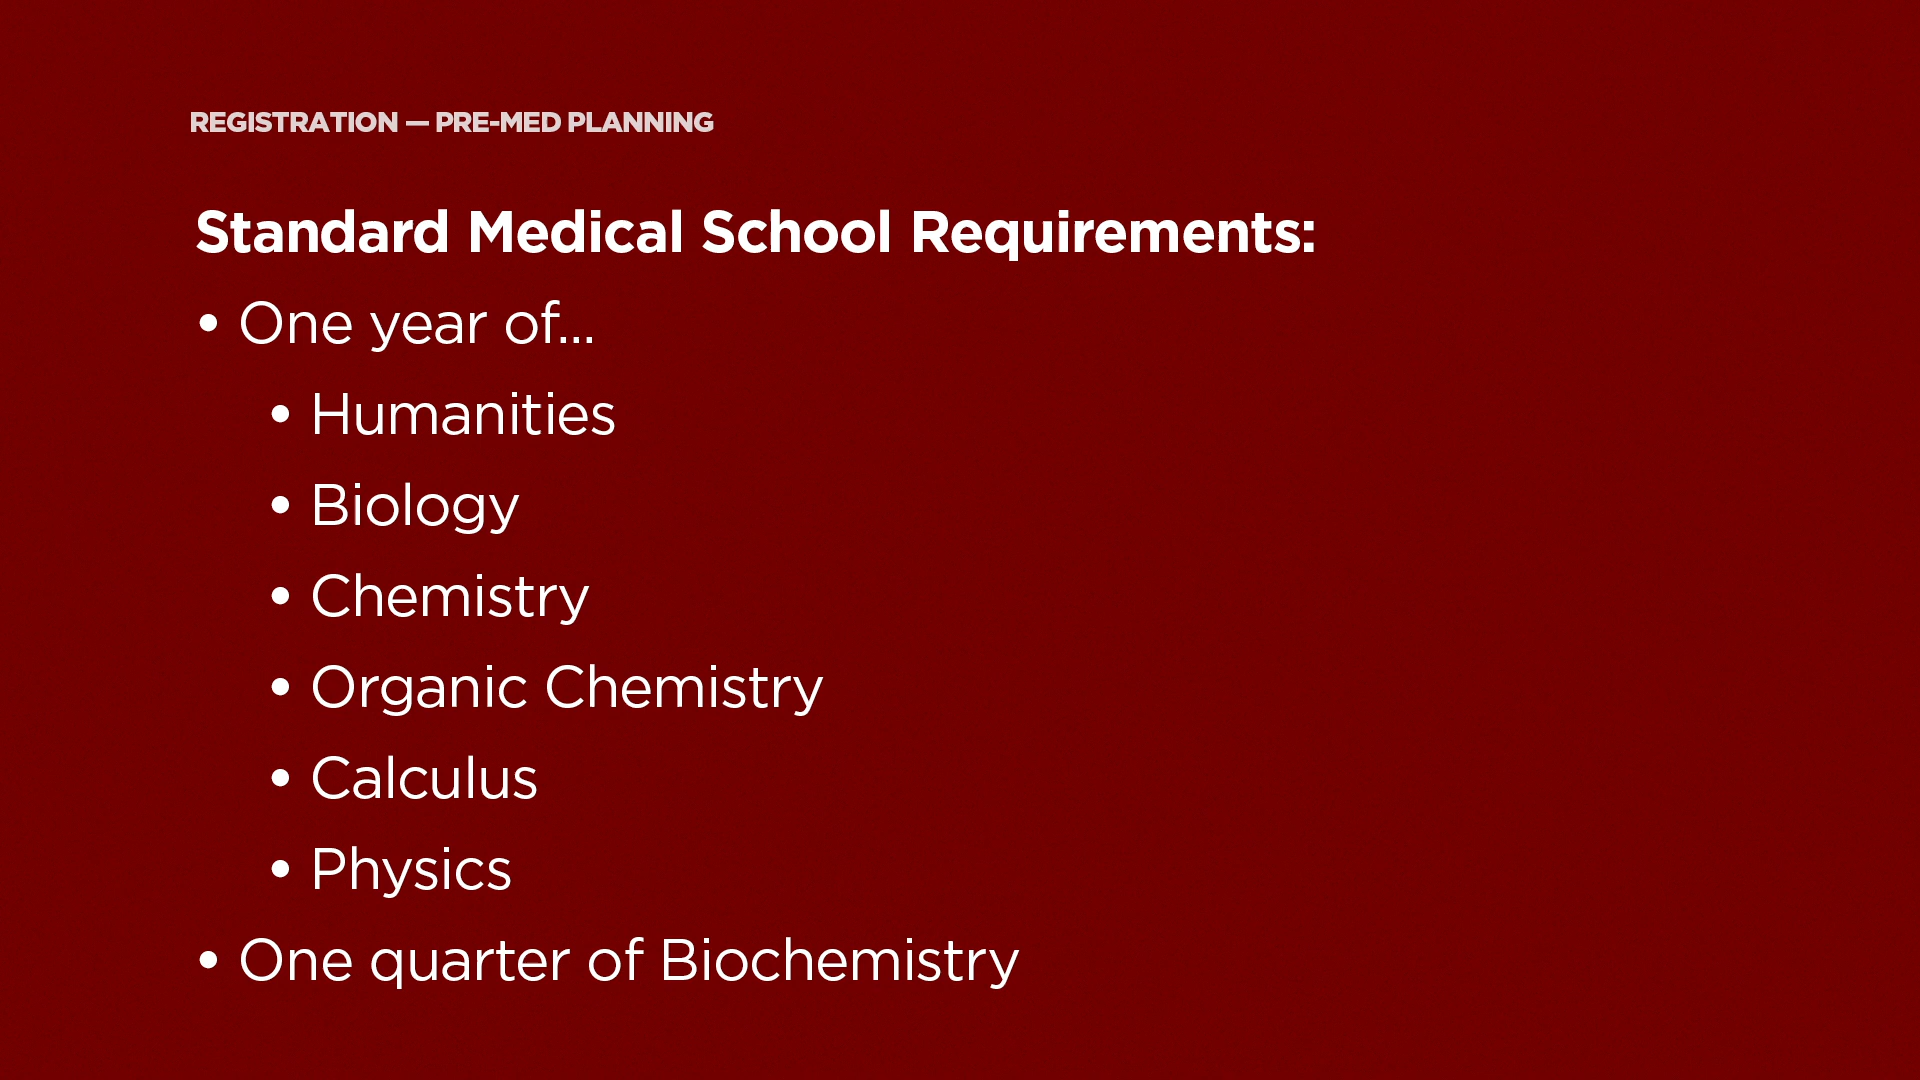 REGISTRATION — PRE-MED PLANNING
Standard Medical School Requirements:
• One year of...
• Humanities
• Biology
• Chemistry
• Organic Chemistry
• Calculus
• Physics
• One quarter of Biochemistry